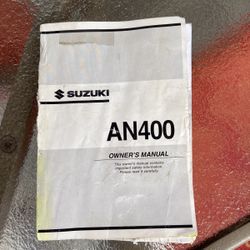 SUZUKI
AN400
OWNER'S MANUAL
This owner's manual contains
important safety information.
Please read it carefully.